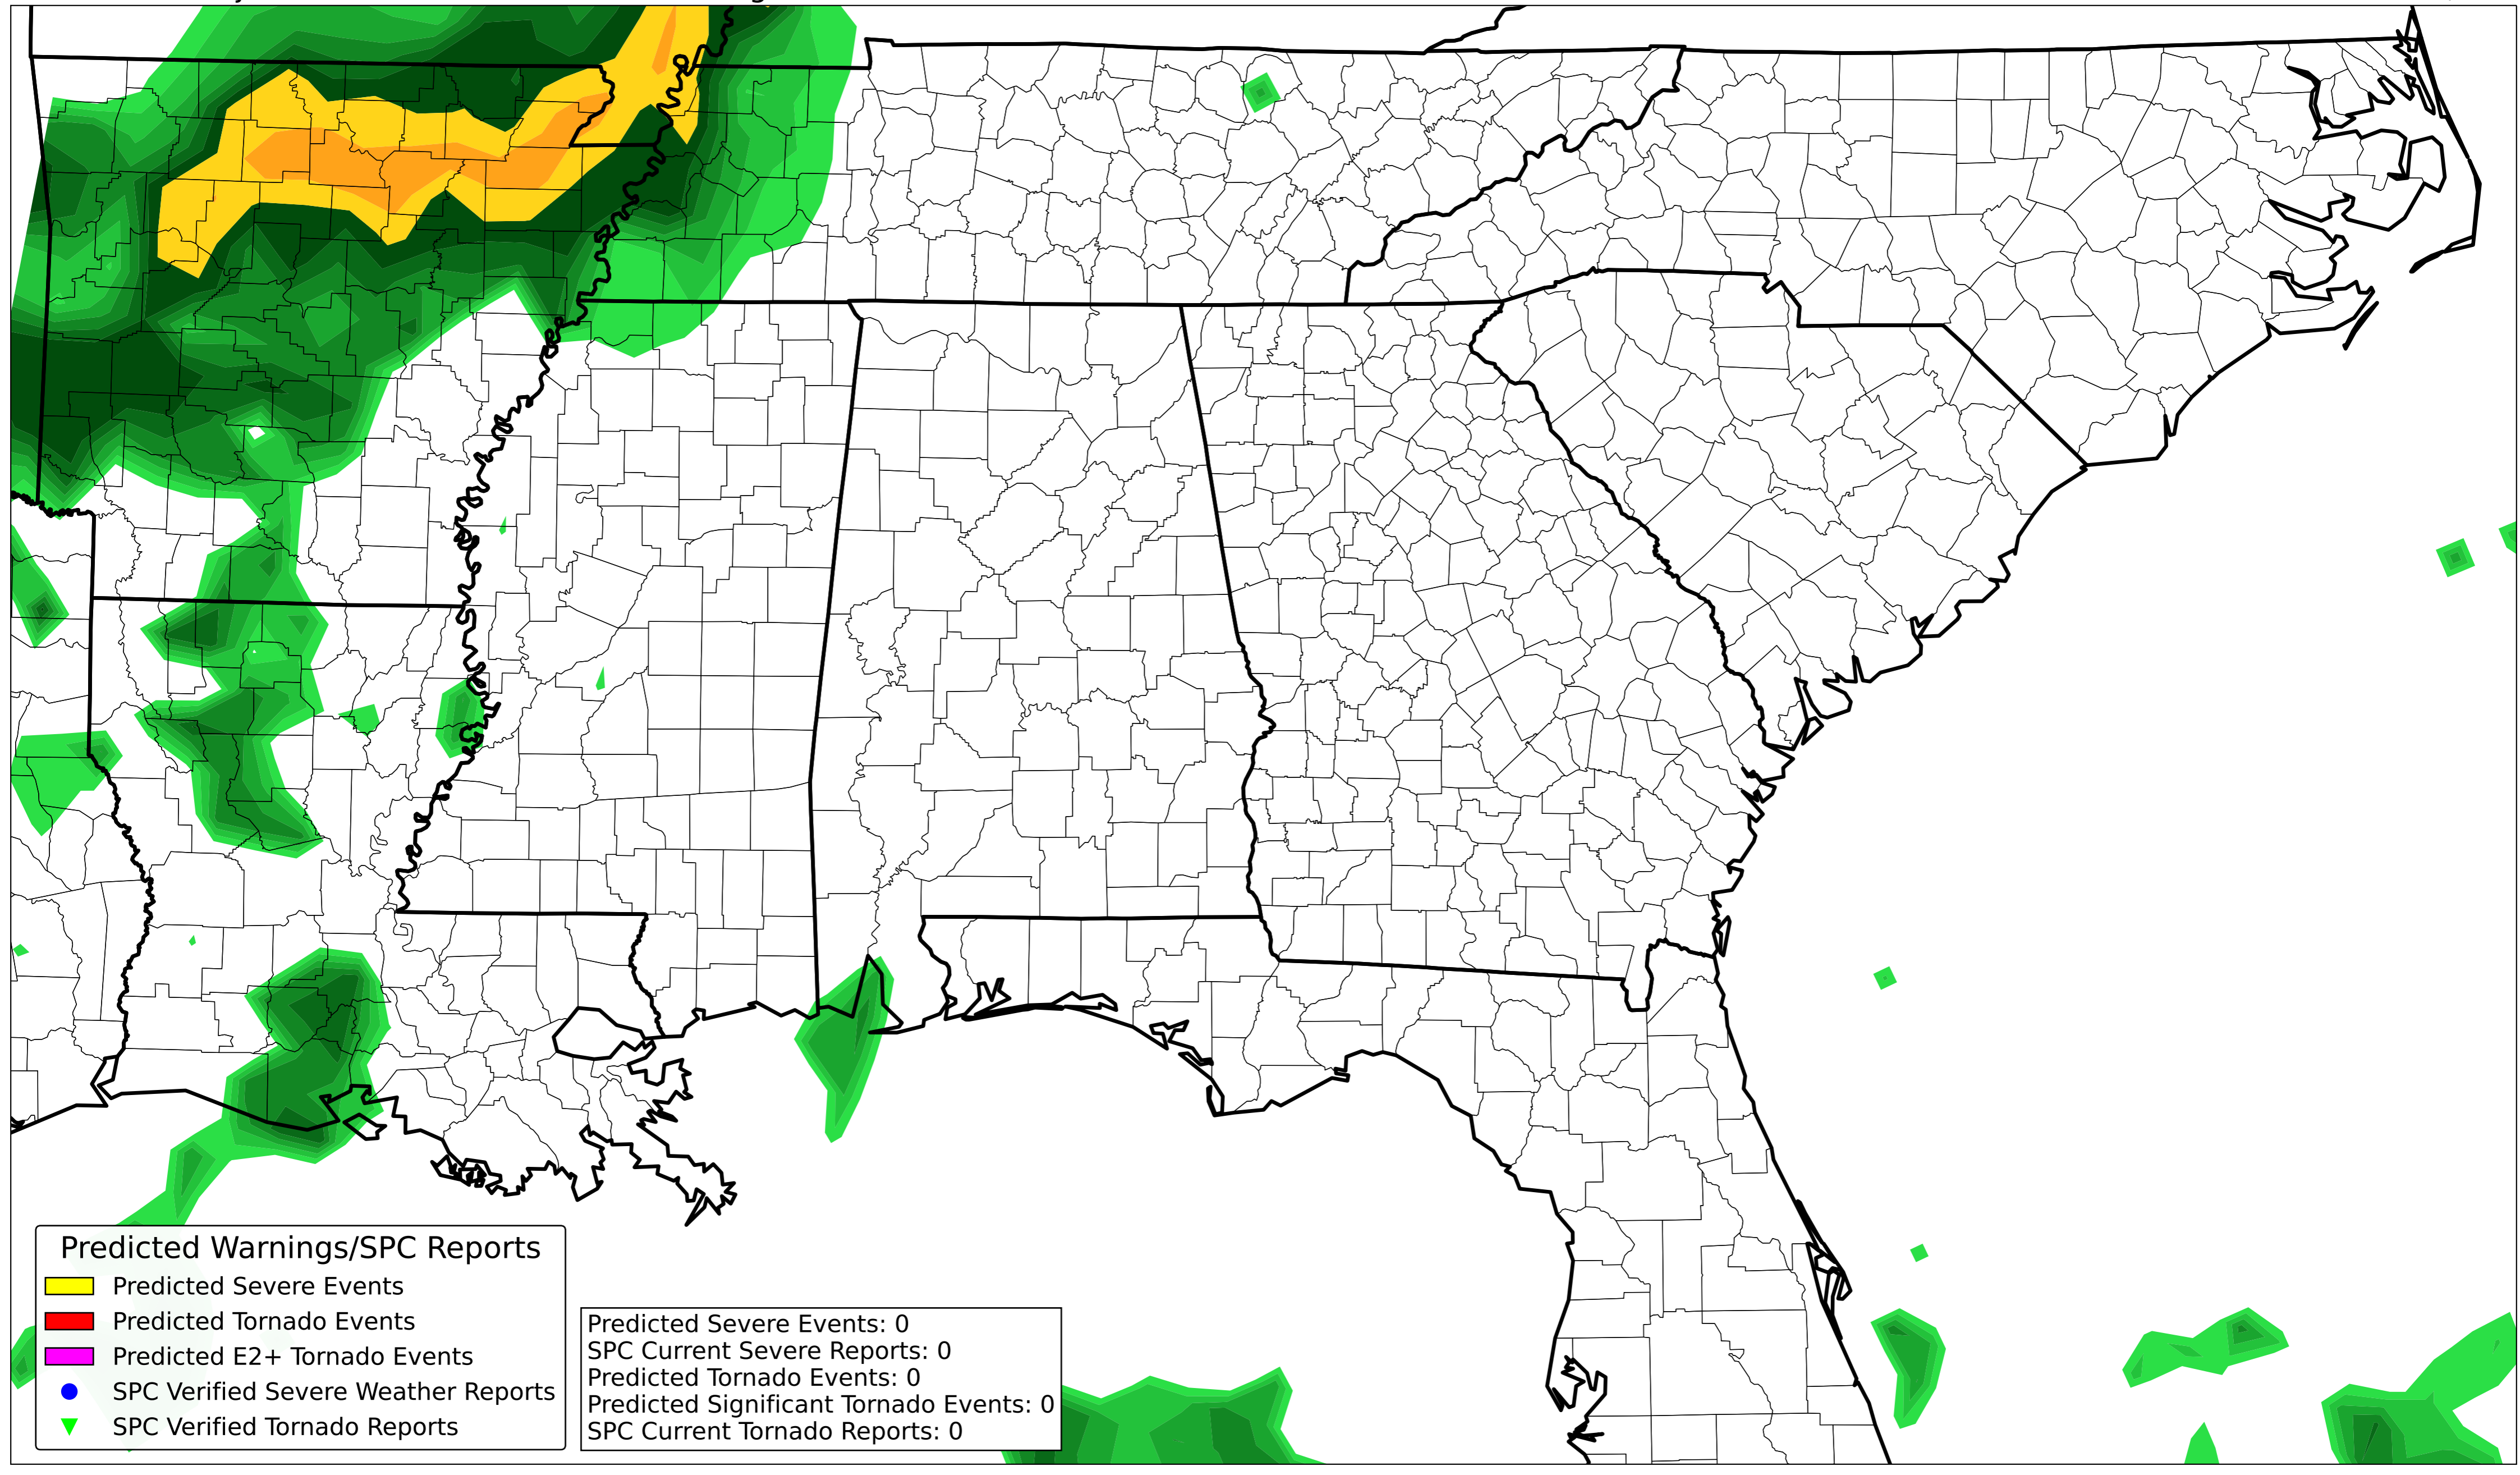 Predicted Warnings/SPC Reports
Predicted Severe Events
Predicted Tornado Events
Predicted E2+ Tornado Events
SPC Verified Severe Weather Reports
SPC Verified Tornado Reports
Predicted Severe Events: 0
SPC Current Severe Reports: 0
Predicted Tornado Events: 0
Predicted Significant Tornado Events: 0
SPC Current Tornado Reports: 0